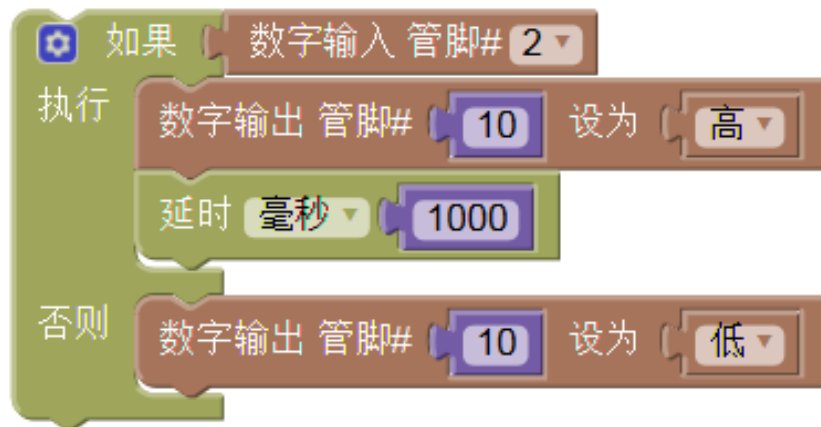 如果 数字输入 管脚# 2
执行 数字输出 管脚# 10 设为 高
延时 毫秒 1000
否则 数字输出 管脚# 10 设为 低